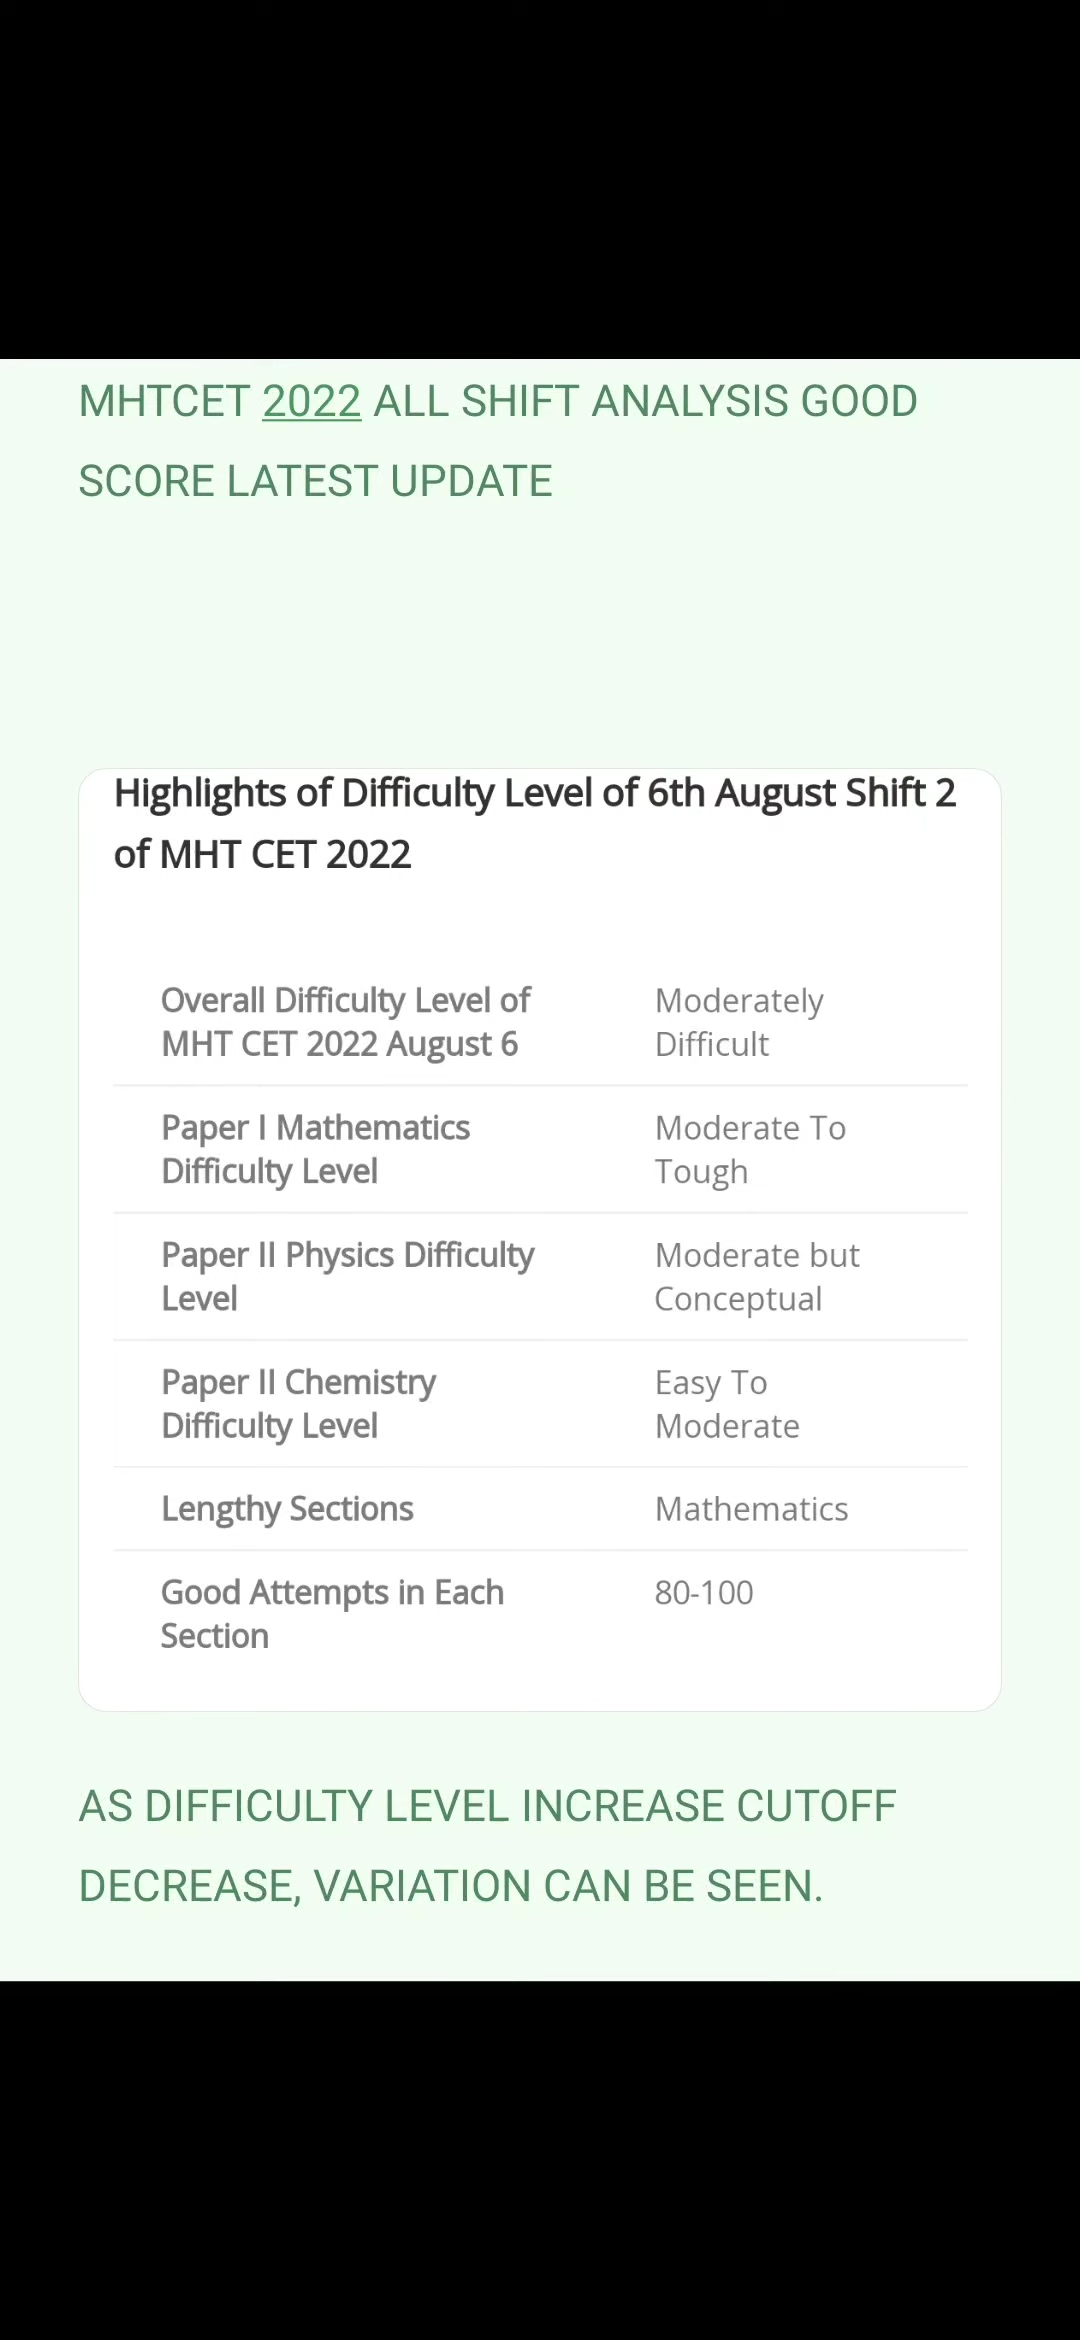 MHTCET 2022 ALL SHIFT ANALYSIS GOOD
SCORE LATEST UPDATE
Highlights of Difficulty Level of 6th August Shift 2
of MHT CET 2022
Overall Difficulty Level of
MHT CET 2022 August 6
Moderately
Difficult
Paper I Mathematics
Difficulty Level
Moderate To
Tough
Paper II Physics Difficulty
Level
Moderate but
Conceptual
Paper II Chemistry
Difficulty Level
Easy To
Moderate
Lengthy Sections
Mathematics
Good Attempts in Each
Section
80-100
AS DIFFICULTY LEVEL INCREASE CUTOFF
DECREASE, VARIATION CAN BE SEEN.